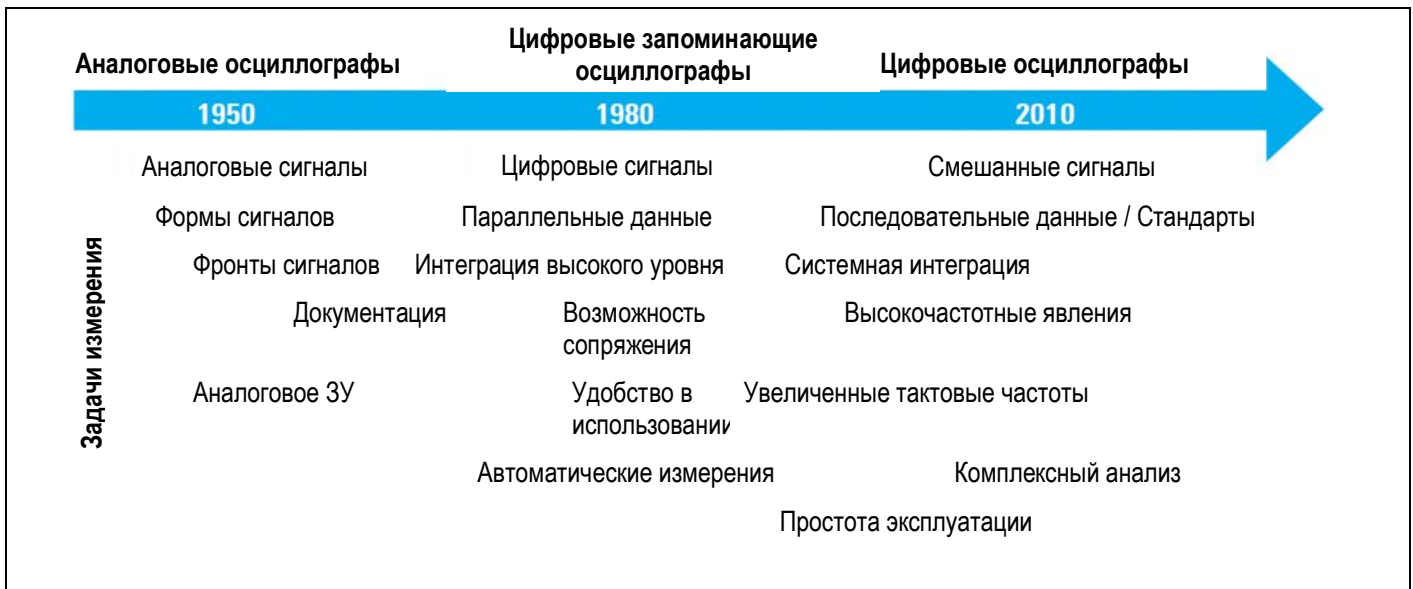 Аналоговые осциллографы
Цифровые запоминающие
осциллографы
Цифровые осциллографы
1950
1980
2010
Задачи измерения
Аналоговые сигналы
Цифровые сигналы
Смешанные сигналы
Формы сигналов
Параллельные данные
Последовательные данные / Стандарты
Фронты сигналов
Интеграция высокого уровня
Системная интеграция
Документация
Возможность
сопряжения
Высокочастотные явления
Аналоговое ЗУ
Удобство в
использовании
Увеличенные тактовые частоты
Автоматические измерения
Комплексный анализ
Простота эксплуатации